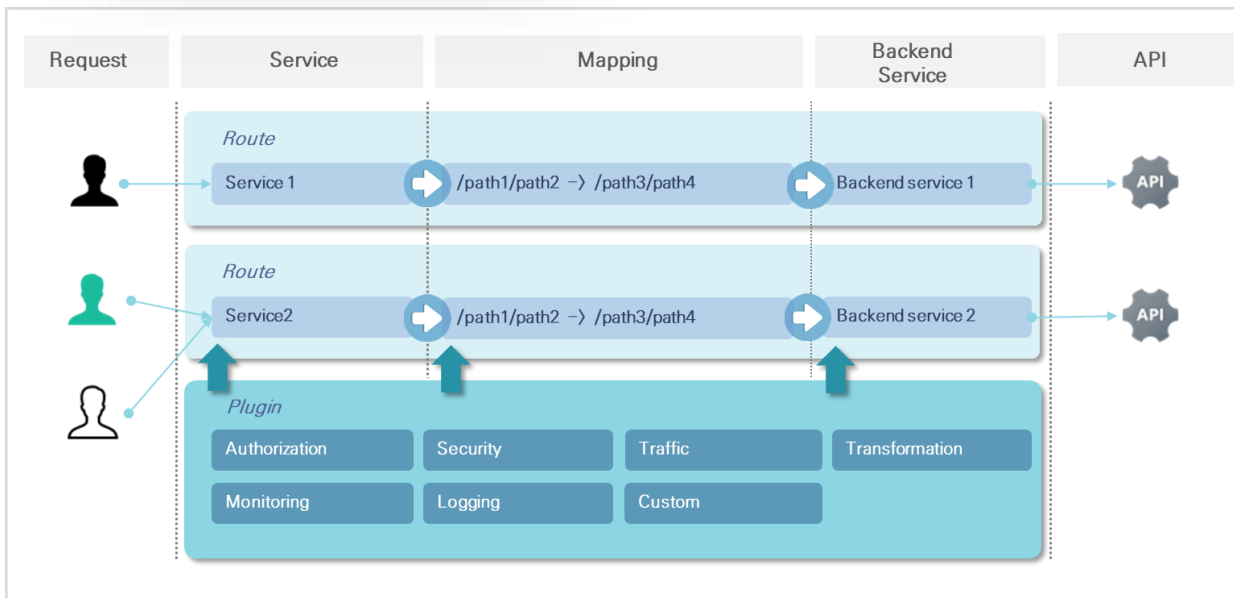 Request
Service
Mapping
Backend
Service
API
Route
Service 1
/path1/path2 -> /path3/path4
Backend service 1
API
Route
Service2
/path1/path2 -> /path3/path4
Backend service 2
API
Plugin
Authorization
Security
Traffic
Transformation
Monitoring
Logging
Custom